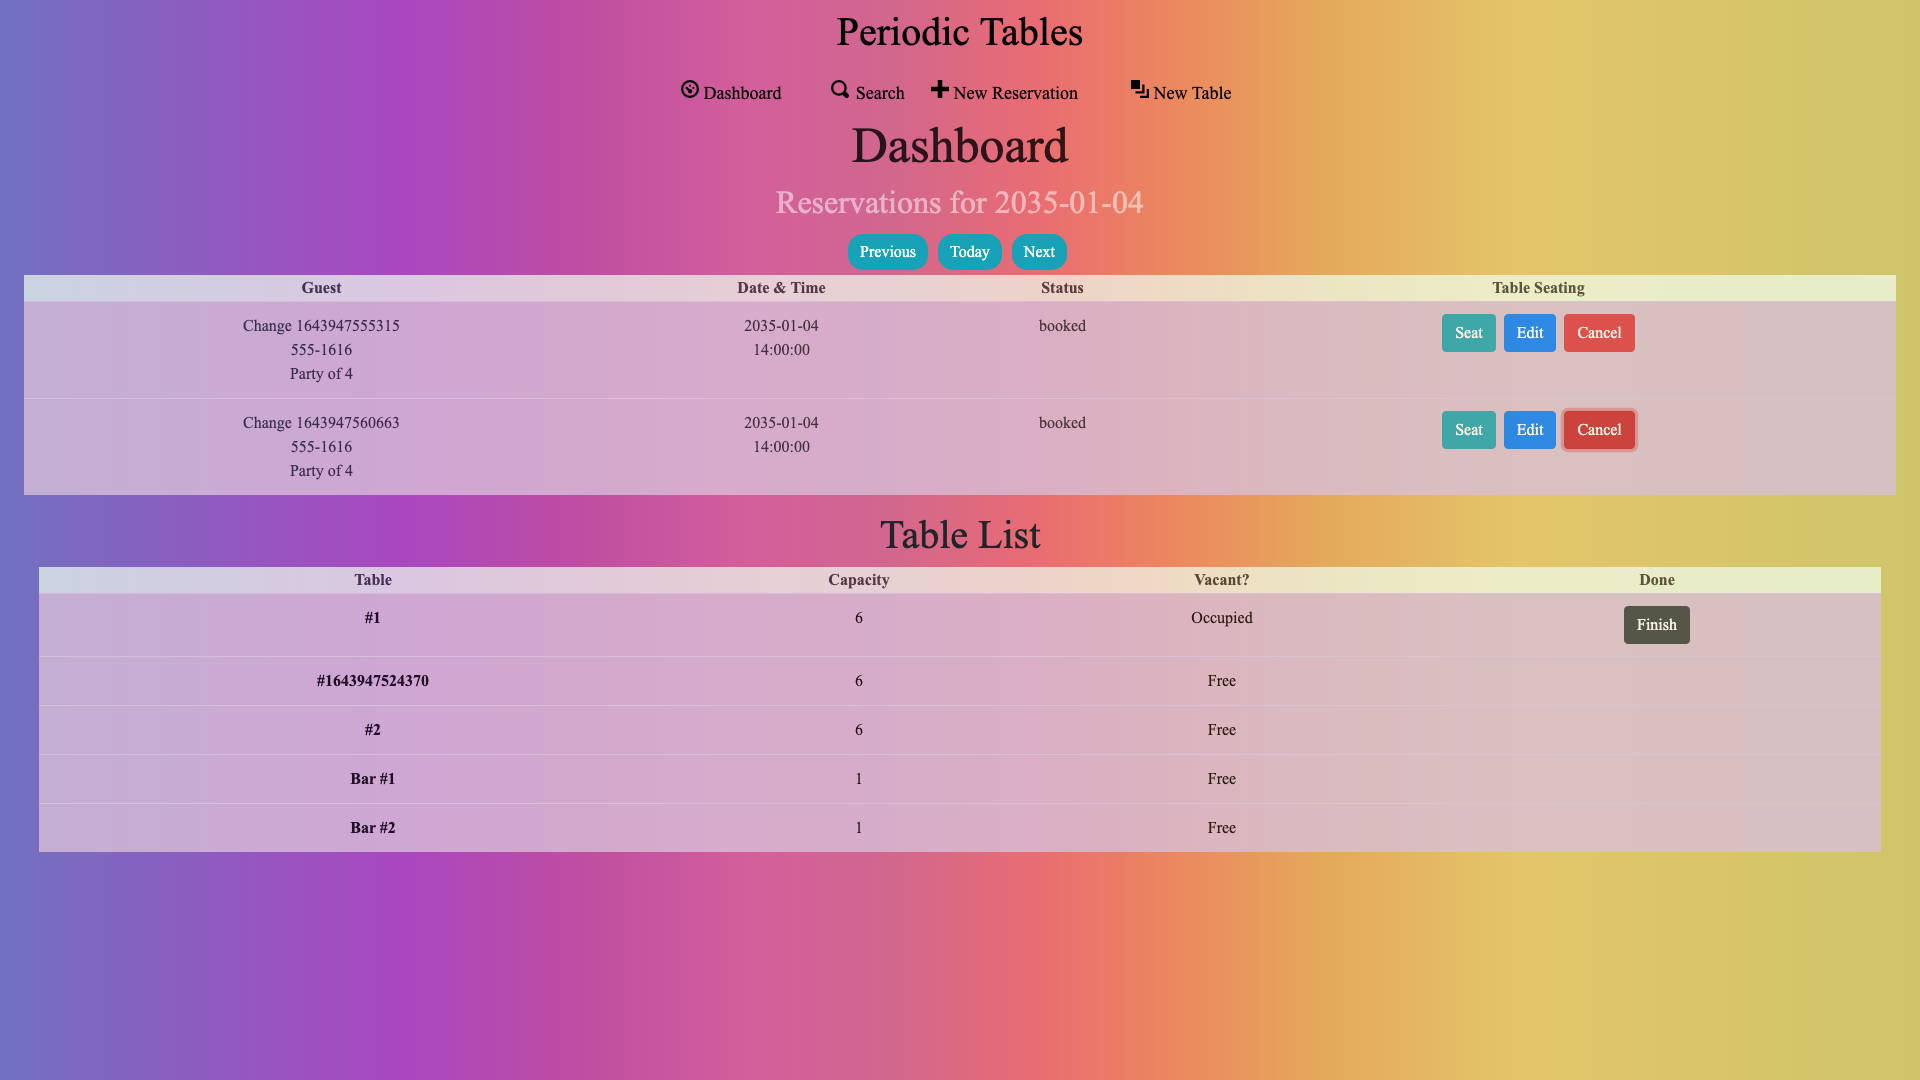 Periodic Tables
Dashboard Search New Reservation New Table
Dashboard
Reservations for 2035-01-04
Previous Today Next
Guest Date & Time Status Table Seating
Change 1643947555315 2035-01-04 booked Seat Edit Cancel
555-1616 14:00:00
Party of 4
Change 1643947560663 2035-01-04 booked Seat Edit Cancel
555-1616 14:00:00
Party of 4
Table List
Table Capacity Vacant? Done
#1 6 Occupied Finish
#1643947524370 6 Free
#2 6 Free
Bar #1 1 Free
Bar #2 1 Free